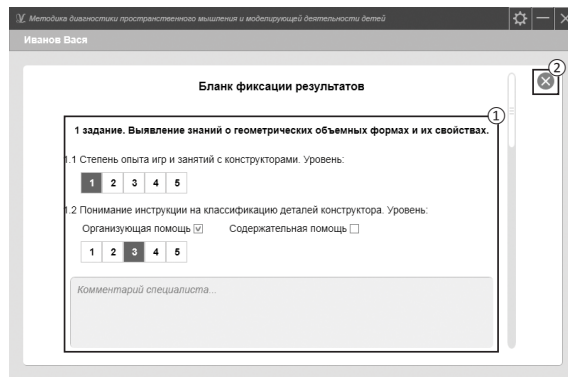 Методика диагностики пространственного мышления и моделирующей деятельности детей
Иванов Вася
2
Бланк фиксации результатов
1
1 задание. Выявление знаний о геометрических объемных формах и их свойствах.
1.1 Степень опыта игр и занятий с конструкторами. Уровень:
1 2 3 4 5
1.2 Понимание инструкции на классификацию деталей конструктора. Уровень:
Организующая помощь Содержательная помощь
1 2 3 4 5
Комментарий специалиста...